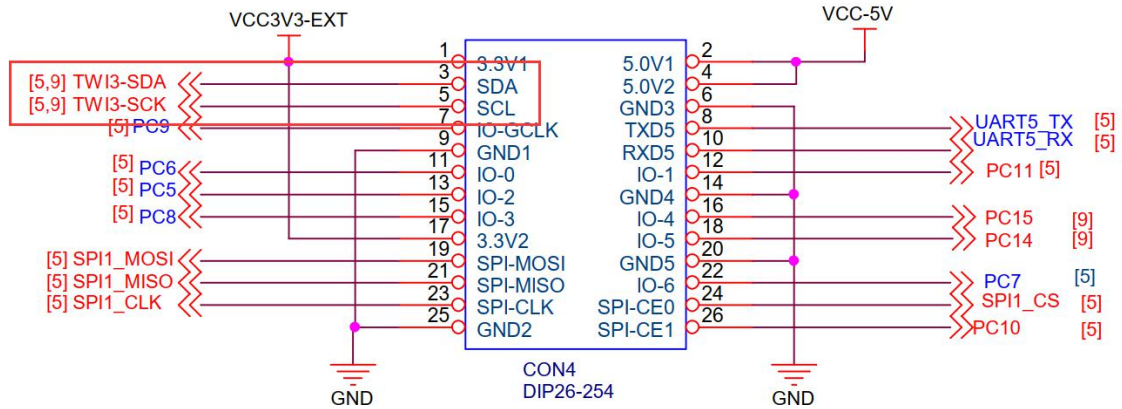 VCC3V3-EXT
VCC-5V
1 3.3V1 5.0V1 2
[5,9] TWI3-SDA 3 SDA 5.0V2 4
[5,9] TWI3-SCK 5 SCL GND3 6
[5] PC9 7 IO-GCLK TXD5 8 UART5_TX [5]
9 GND1 RXD5 10 UART5_RX [5]
[5] PC6 11 IO-0 IO-1 12 PC11 [5]
[5] PC5 13 IO-2 GND4 14
[5] PC8 15 IO-3 IO-4 16 PC15 [9]
17 3.3V2 IO-5 18 PC14 [9]
[5] SPI1_MOSI 19 SPI-MOSI GND5 20
[5] SPI1_MISO 21 SPI-MISO IO-6 22 PC7 [5]
[5] SPI1_CLK 23 SPI-CLK SPI-CE0 24 SPI1_CS [5]
25 GND2 SPI-CE1 26 PC10 [5]
CON4
DIP26-254
GND
GND